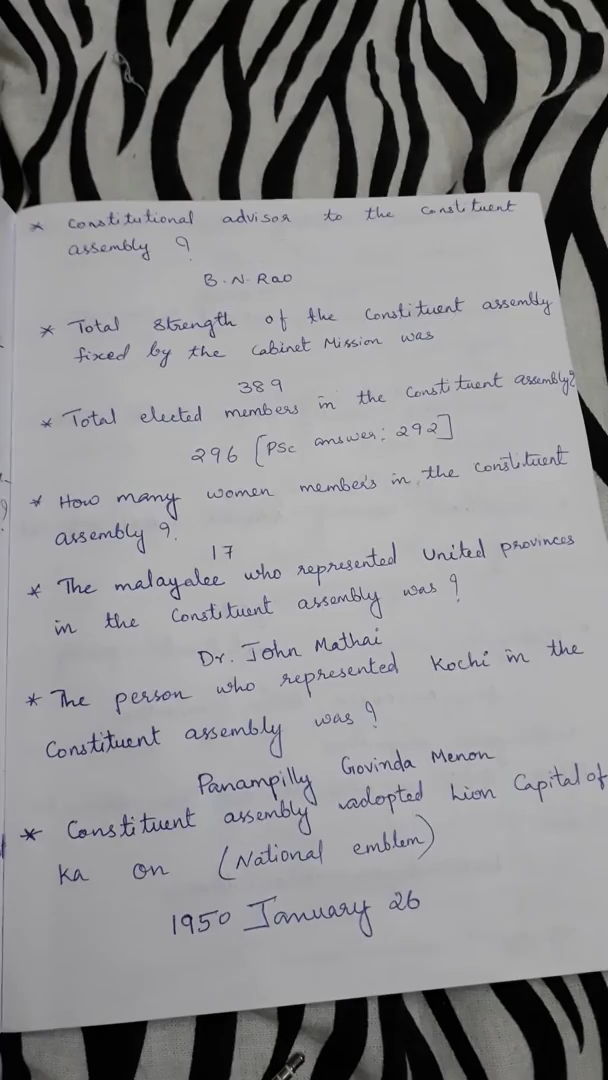 * Constitutional advisor to the Constituent
assembly ?
B. N. Rao
* Total strength of the Constituent assembly
fixed by the Cabinet Mission was
389
* Total elected members in the Constituent assembly?
296 [PSC answer: 292]
* How many women members in the constituent
assembly ?
17
* The malayalee who represented United provinces
in the Constituent assembly was ?
Dr. John Mathai
* The person who represented Kochi in the
Constituent assembly was ?
Panampilly Govinda Menon
* Constituent assembly adopted Lion Capital of
ka on (National emblem)
1950 January 26